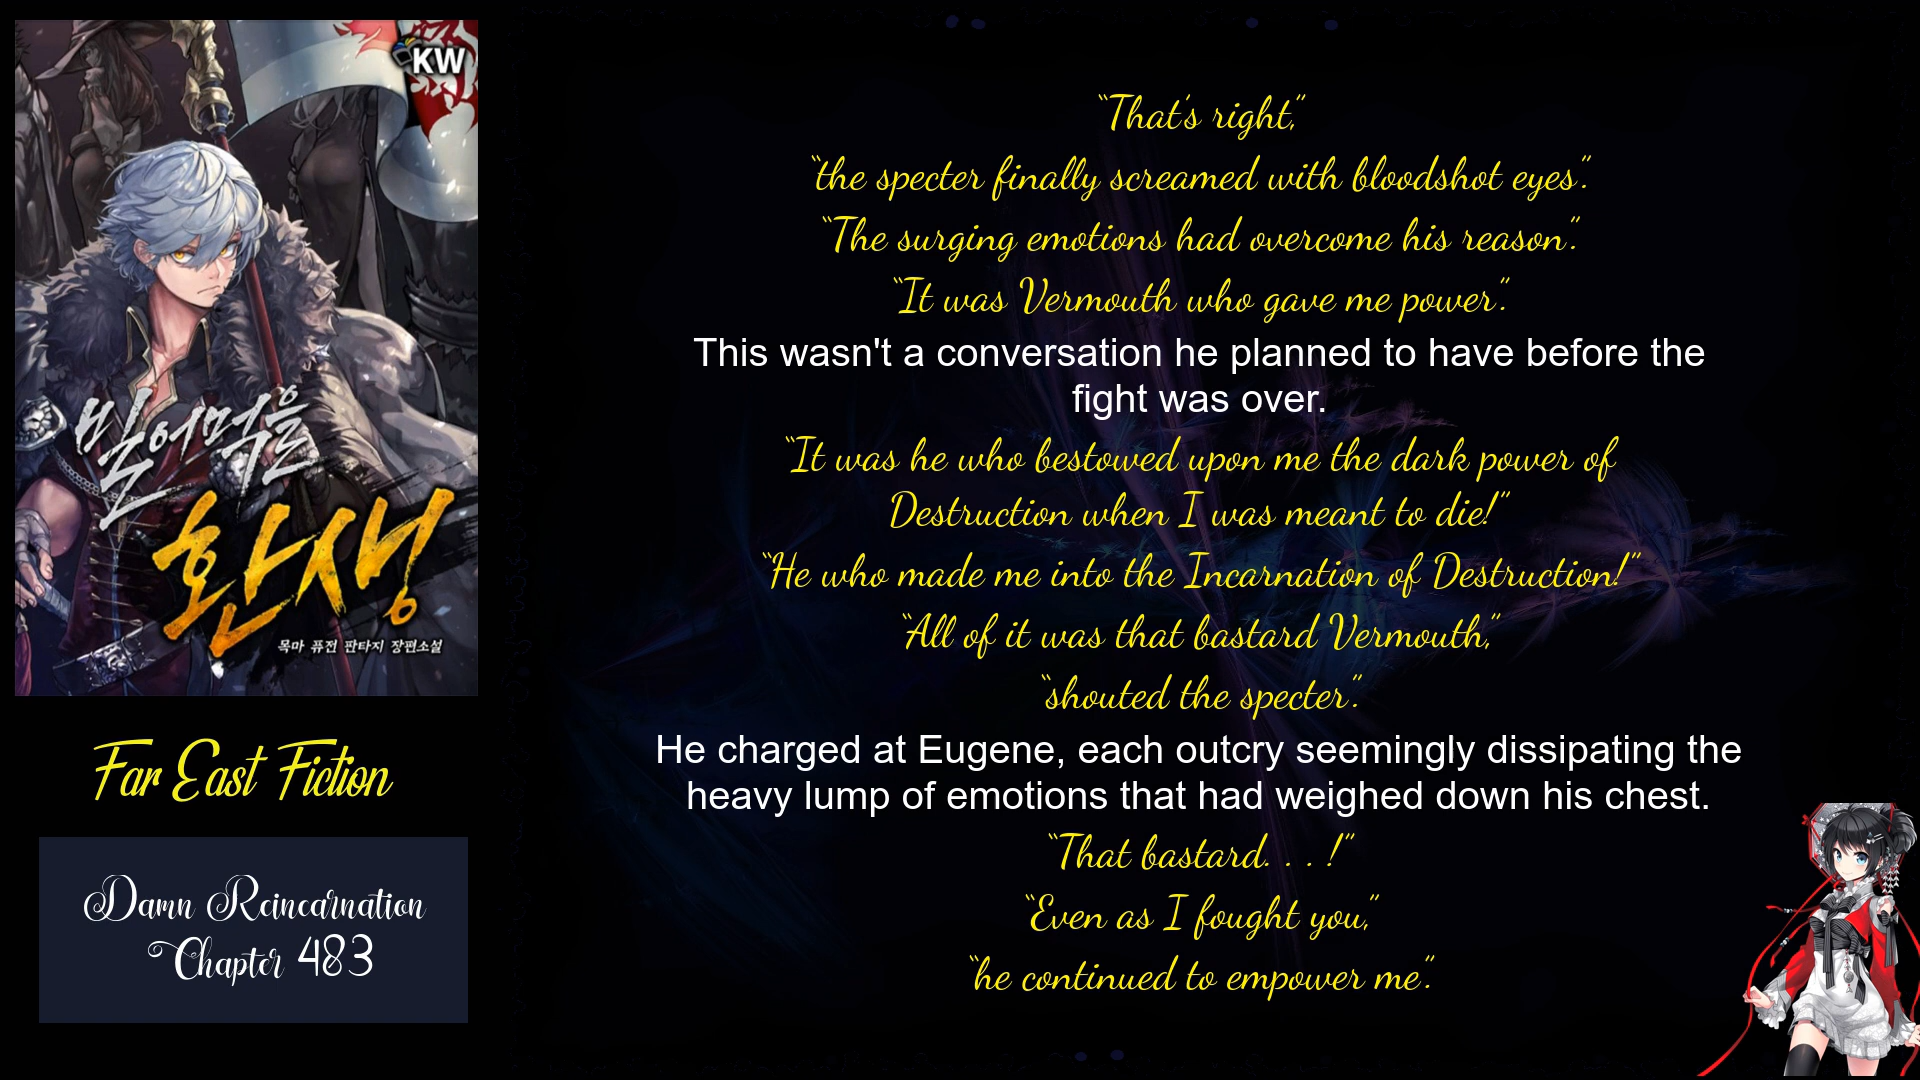 KW
빌어먹을
환생
목마 퓨전 판타지 장편소설
Far East Fiction
Damn Reincarnation
Chapter 483
“That’s right,”
“the specter finally screamed with bloodshot eyes”.
“The surging emotions had overcome his reason”.
“It was Vermouth who gave me power”.
This wasn't a conversation he planned to have before the
fight was over.
“It was he who bestowed upon me the dark power of
Destruction when I was meant to die!”
“He who made me into the Incarnation of Destruction!”
“All of it was that bastard Vermouth,”
“shouted the specter”.
He charged at Eugene, each outcry seemingly dissipating the
heavy lump of emotions that had weighed down his chest.
“That bastard. . . !”
“Even as I fought you,”
“he continued to empower me”.